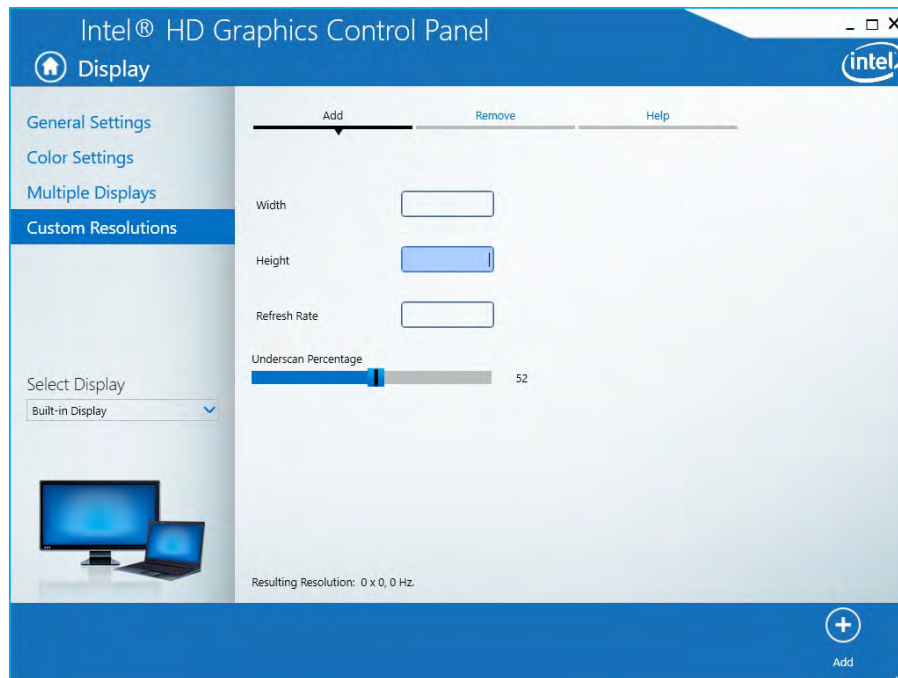 Intel® HD Graphics Control Panel
Display
intel
General Settings
Color Settings
Multiple Displays
Custom Resolutions
Select Display
Built-in Display
Add Remove Help
Width
Height
Refresh Rate
Underscan Percentage
52
Resulting Resolution: 0 x 0, 0 Hz.
Add